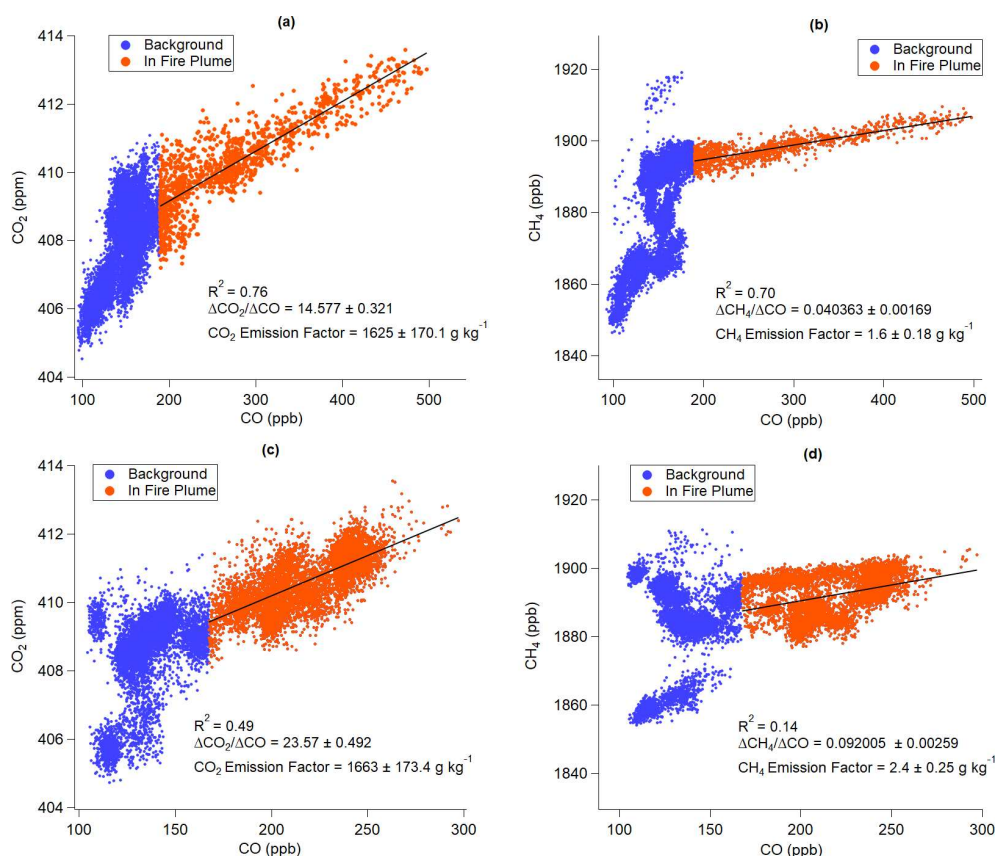 (a)
Background
In Fire Plume
414
412
410
408
406
404
CO₂ (ppm)
R² = 0.76
ΔCO₂/ΔCO = 14.577 ± 0.321
CO₂ Emission Factor = 1625 ± 170.1 g kg⁻¹
100 200 300 400 500
CO (ppb)
(b)
Background
In Fire Plume
1920
1900
1880
1860
1840
CH₄ (ppb)
R² = 0.70
ΔCH₄/ΔCO = 0.040363 ± 0.00169
CH₄ Emission Factor = 1.6 ± 0.18 g kg⁻¹
100 200 300 400 500
CO (ppb)
(c)
Background
In Fire Plume
414
412
410
408
406
404
CO₂ (ppm)
R² = 0.49
ΔCO₂/ΔCO = 23.57 ± 0.492
CO₂ Emission Factor = 1663 ± 173.4 g kg⁻¹
100 150 200 250 300
CO (ppb)
(d)
Background
In Fire Plume
1920
1900
1880
1860
1840
CH₄ (ppb)
R² = 0.14
ΔCH₄/ΔCO = 0.092005 ± 0.00259
CH₄ Emission Factor = 2.4 ± 0.25 g kg⁻¹
100 150 200 250 300
CO (ppb)